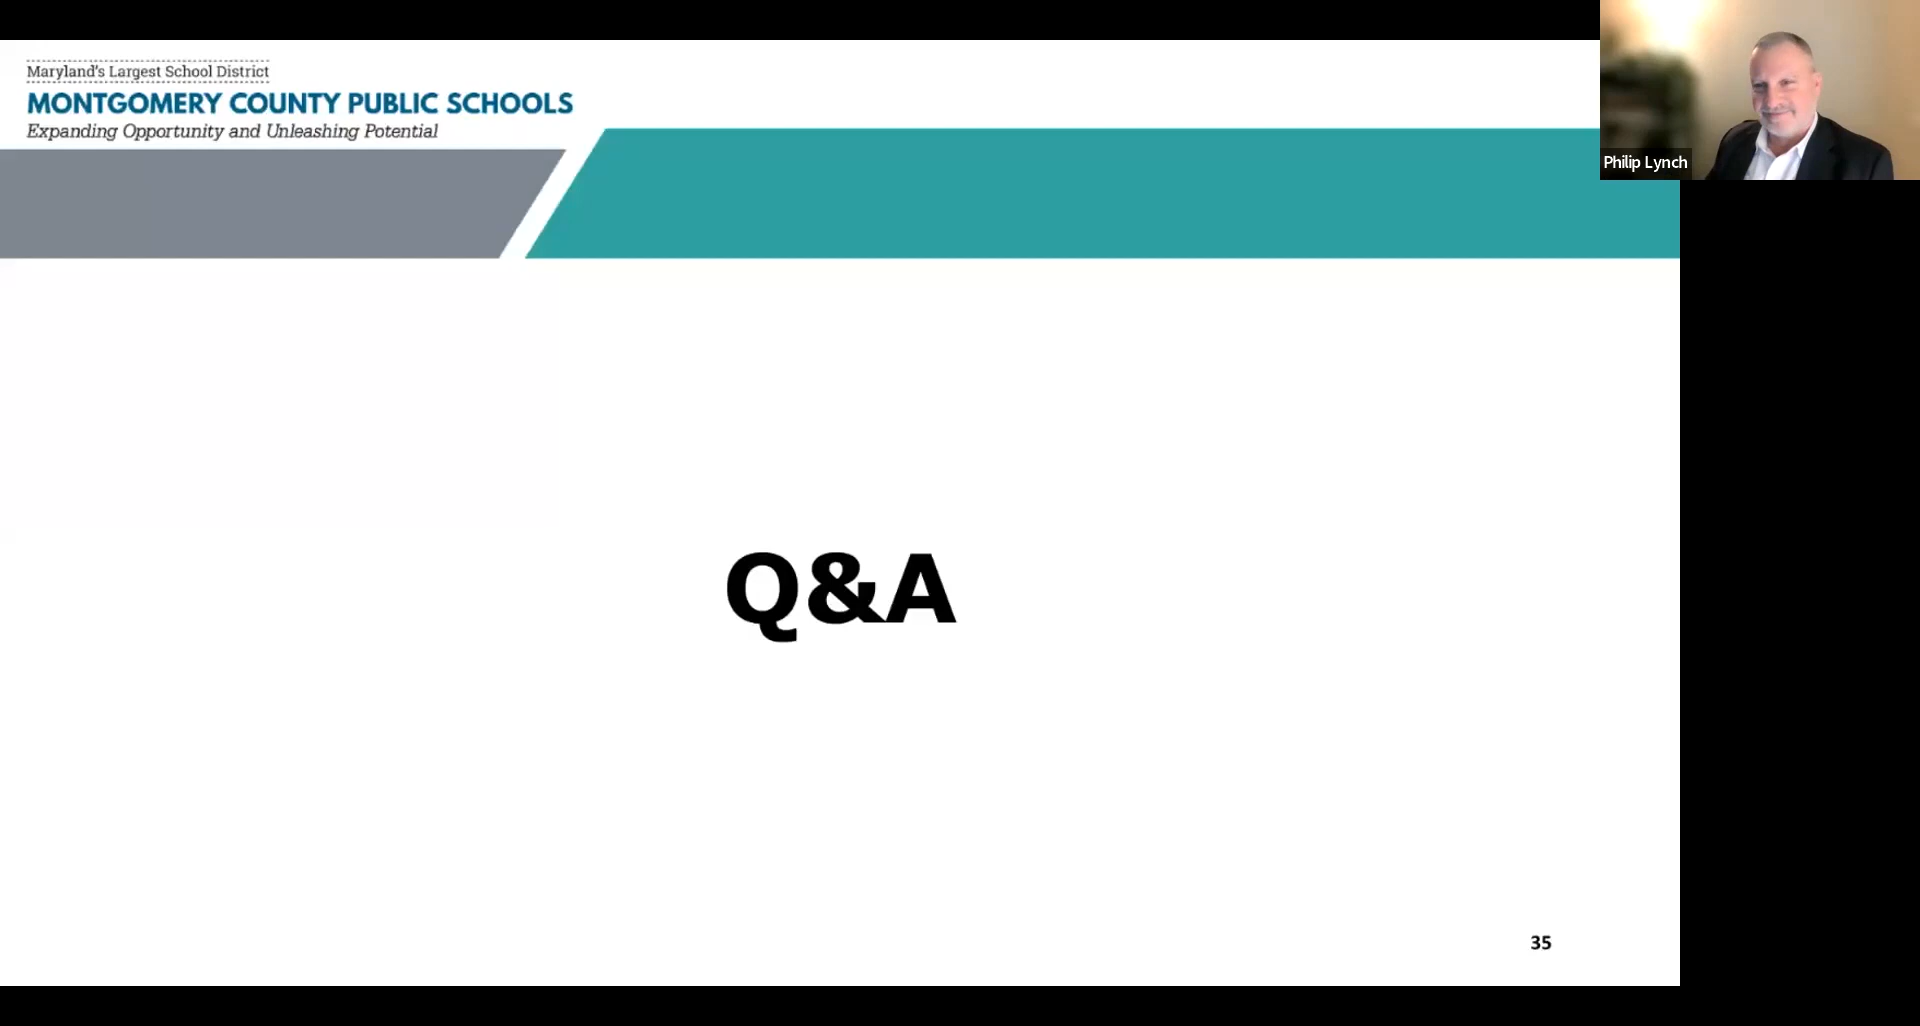 Maryland's Largest School District
MONTGOMERY COUNTY PUBLIC SCHOOLS
Expanding Opportunity and Unleashing Potential
Philip Lynch
Q&A
35